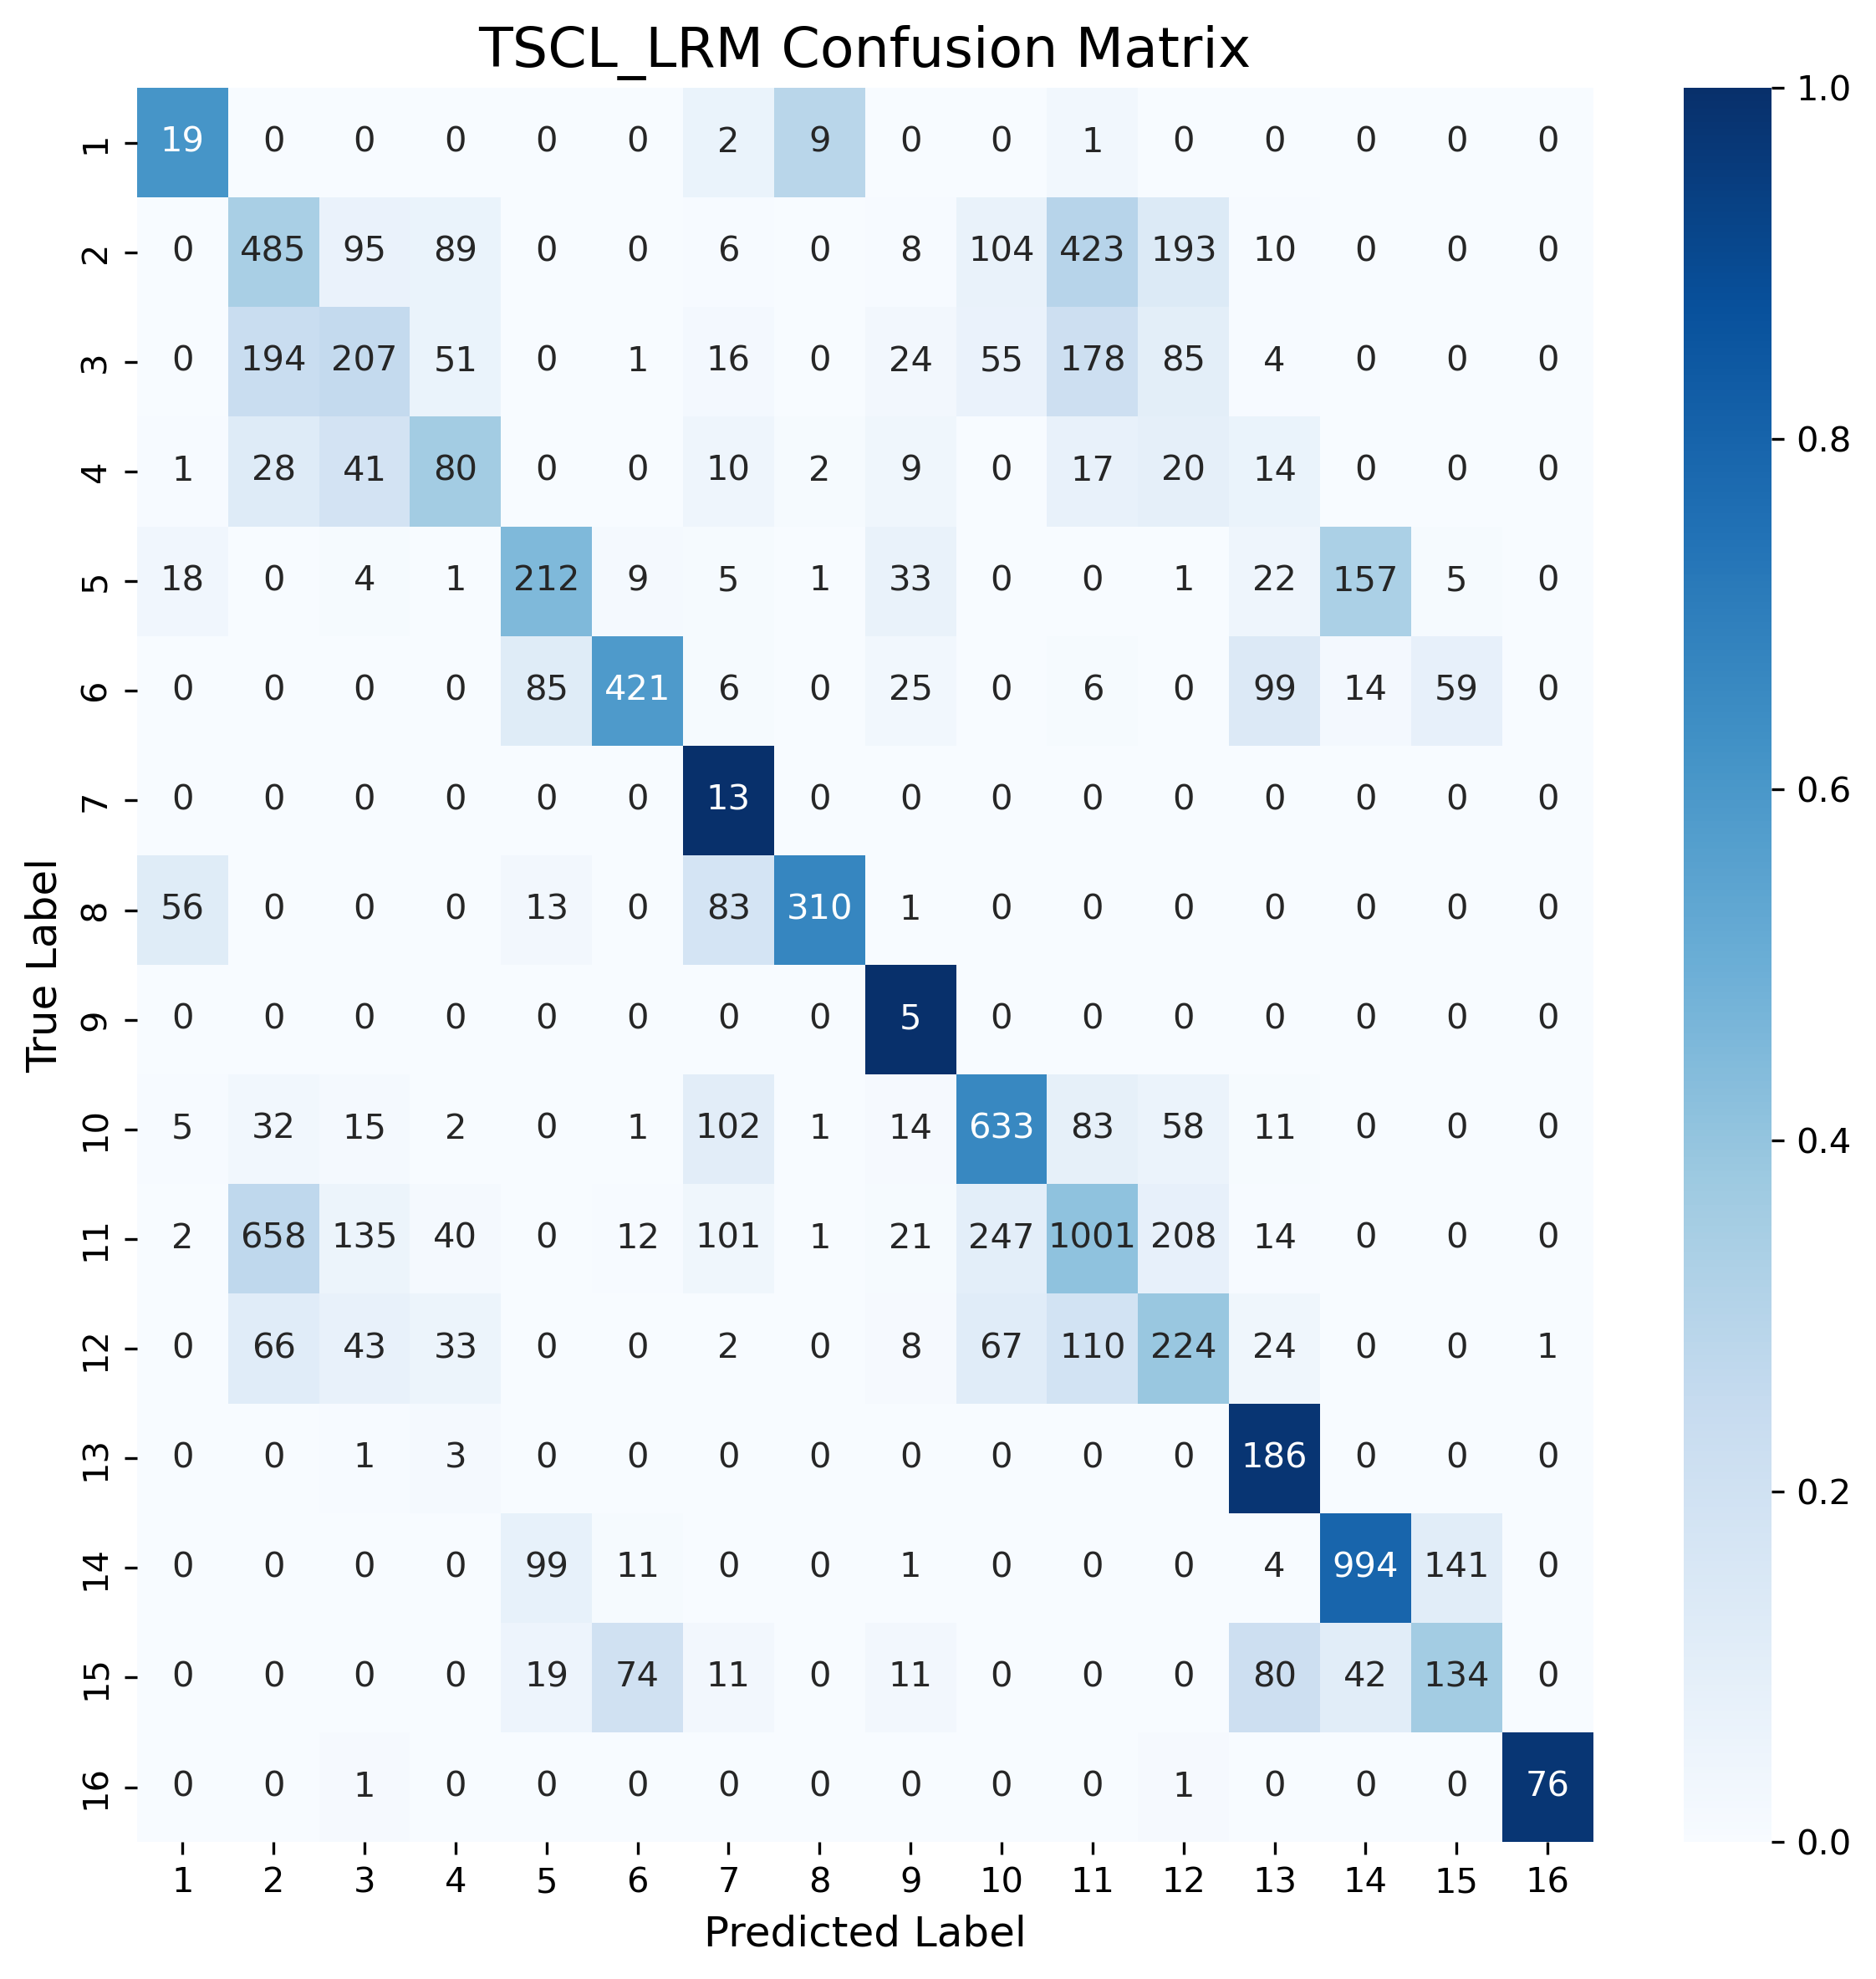 TSCL_LRM Confusion Matrix
1 19 0 0 0 0 0 2 9 0 0 1 0 0 0 0 0
2 0 485 95 89 0 0 6 0 8 104 423 193 10 0 0 0
3 0 194 207 51 0 1 16 0 24 55 178 85 4 0 0 0
4 1 28 41 80 0 0 10 2 9 0 17 20 14 0 0 0
5 18 0 4 1 212 9 5 1 33 0 0 1 22 157 5 0
6 0 0 0 0 85 421 6 0 25 0 6 0 99 14 59 0
7 0 0 0 0 0 0 13 0 0 0 0 0 0 0 0 0
8 56 0 0 0 13 0 83 310 1 0 0 0 0 0 0 0
9 0 0 0 0 0 0 0 0 5 0 0 0 0 0 0 0
10 5 32 15 2 0 1 102 1 14 633 83 58 11 0 0 0
11 2 658 135 40 0 12 101 1 21 247 1001 208 14 0 0 0
12 0 66 43 33 0 0 2 0 8 67 110 224 24 0 0 1
13 0 0 1 3 0 0 0 0 0 0 0 0 186 0 0 0
14 0 0 0 0 99 11 0 0 1 0 0 0 4 994 141 0
15 0 0 0 0 19 74 11 0 11 0 0 0 80 42 134 0
16 0 0 1 0 0 0 0 0 0 0 0 1 0 0 0 76
1 2 3 4 5 6 7 8 9 10 11 12 13 14 15 16
Predicted Label
True Label
1.0
0.8
0.6
0.4
0.2
0.0